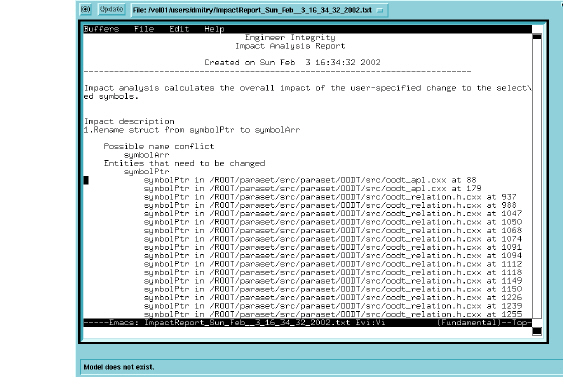 Update File: /vol01/users/dmitry/ImpactReport_Sun_Feb__3_16_34_32_2002.txt
Buffers File Edit Help
Engineer Integrity
Impact Analysis Report
Created on Sun Feb  3 16:34:32 2002
--------------------------------------------------------------------------------
Impact analysis calculates the overall impact of the user-specified change to the select\
ed symbols.
Impact description
1.Rename struct from symbolPtr to symbolArr
Possible name conflict
symbolArr
Entities that need to be changed
symbolPtr
symbolPtr in /ROOT/paraset/src/paraset/OODT/src/oodt_apl.cxx at 88
symbolPtr in /ROOT/paraset/src/paraset/OODT/src/oodt_apl.cxx at 179
symbolPtr in /ROOT/paraset/src/paraset/OODT/src/oodt_relation.h.cxx at 937
symbolPtr in /ROOT/paraset/src/paraset/OODT/src/oodt_relation.h.cxx at 988
symbolPtr in /ROOT/paraset/src/paraset/OODT/src/oodt_relation.h.cxx at 1047
symbolPtr in /ROOT/paraset/src/paraset/OODT/src/oodt_relation.h.cxx at 1050
symbolPtr in /ROOT/paraset/src/paraset/OODT/src/oodt_relation.h.cxx at 1068
symbolPtr in /ROOT/paraset/src/paraset/OODT/src/oodt_relation.h.cxx at 1074
symbolPtr in /ROOT/paraset/src/paraset/OODT/src/oodt_relation.h.cxx at 1091
symbolPtr in /ROOT/paraset/src/paraset/OODT/src/oodt_relation.h.cxx at 1094
symbolPtr in /ROOT/paraset/src/paraset/OODT/src/oodt_relation.h.cxx at 1112
symbolPtr in /ROOT/paraset/src/paraset/OODT/src/oodt_relation.h.cxx at 1118
symbolPtr in /ROOT/paraset/src/paraset/OODT/src/oodt_relation.h.cxx at 1149
symbolPtr in /ROOT/paraset/src/paraset/OODT/src/oodt_relation.h.cxx at 1150
symbolPtr in /ROOT/paraset/src/paraset/OODT/src/oodt_relation.h.cxx at 1226
symbolPtr in /ROOT/paraset/src/paraset/OODT/src/oodt_relation.h.cxx at 1239
symbolPtr in /ROOT/paraset/src/paraset/OODT/src/oodt_relation.h.cxx at 1255
-----Emacs: ImpactReport_Sun_Feb__3_16_34_32_2002.txt Evi:Vi (Fundamental)--Top-
Model does not exist.